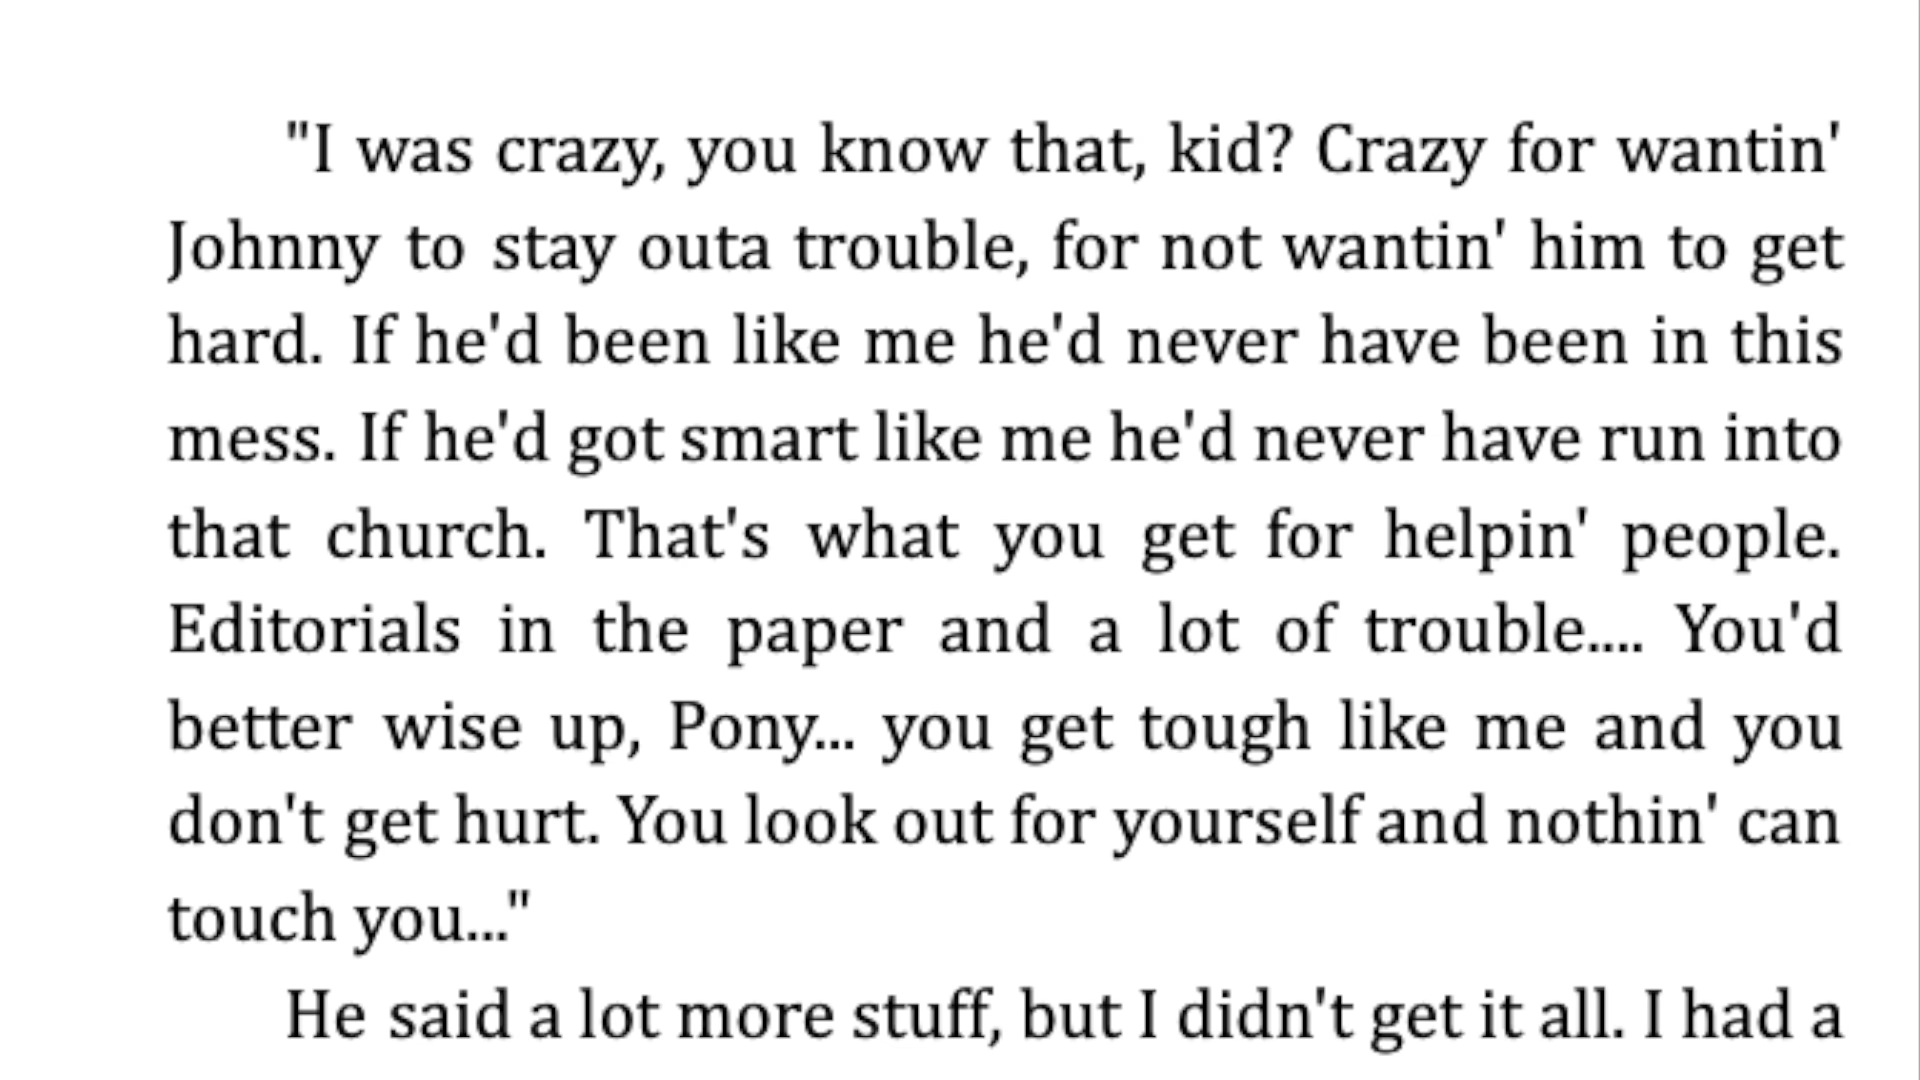 "I was crazy, you know that, kid? Crazy for wantin'
Johnny to stay outa trouble, for not wantin' him to get
hard. If he'd been like me he'd never have been in this
mess. If he'd got smart like me he'd never have run into
that church. That's what you get for helpin' people.
Editorials in the paper and a lot of trouble.... You'd
better wise up, Pony... you get tough like me and you
don't get hurt. You look out for yourself and nothin' can
touch you..."
He said a lot more stuff, but I didn't get it all. I had a